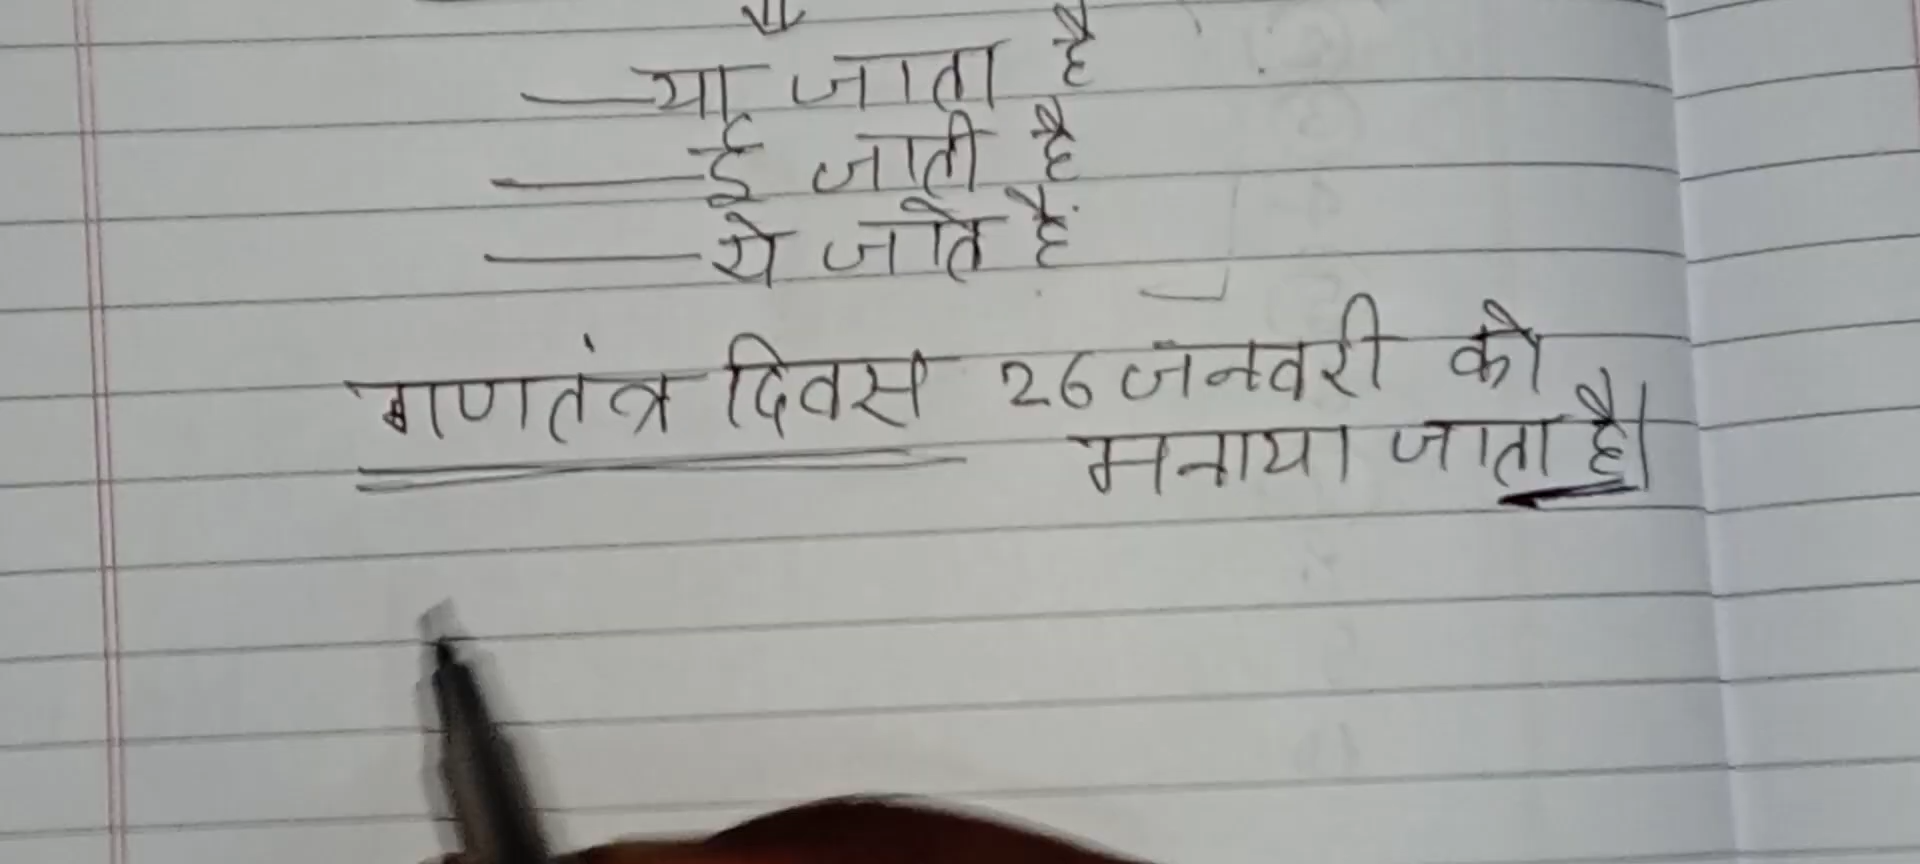 —या जाता है
—ई जाती है
—ये जाते हैं
गणतंत्र दिवस 26 जनवरी को
मनाया जाता है।